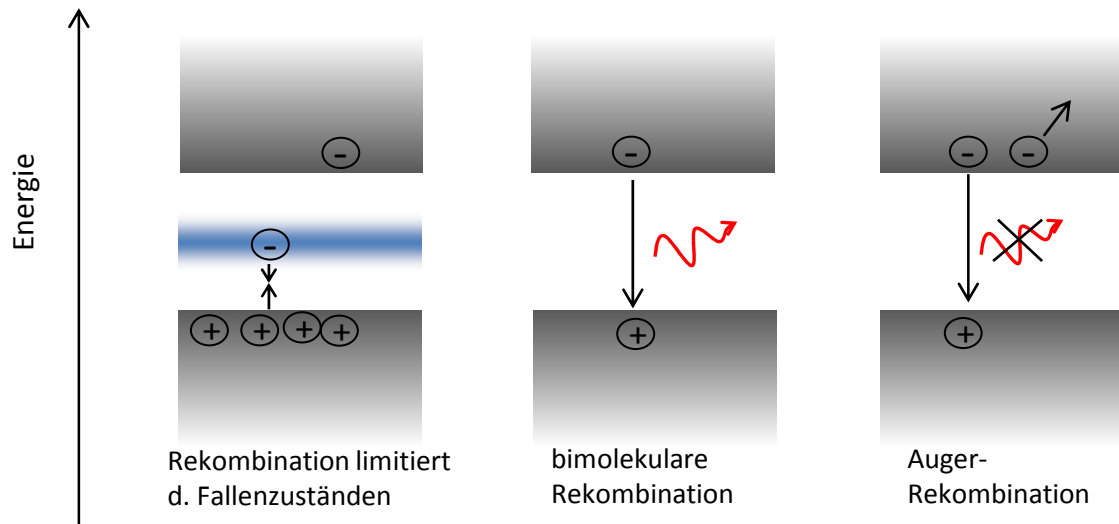 Energie
-
-
-
-
-
+
+
+
+
+
+
Rekombination limitiert
d. Fallenzuständen
bimolekulare
Rekombination
Auger-
Rekombination